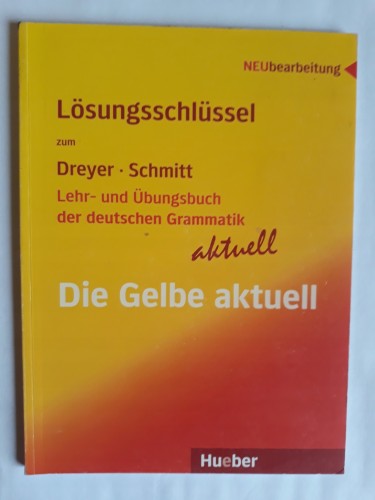 NEUbearbeitung
Lösungsschlüssel
zum
Dreyer · Schmitt
Lehr- und Übungsbuch
der deutschen Grammatik
aktuell
Die Gelbe aktuell
Hueber